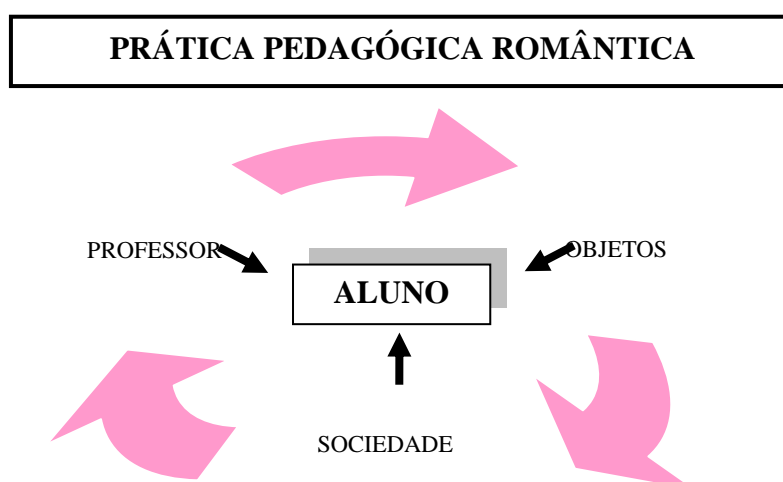 PRÁTICA PEDAGÓGICA ROMÂNTICA
PROFESSOR
OBJETOS
ALUNO
SOCIEDADE